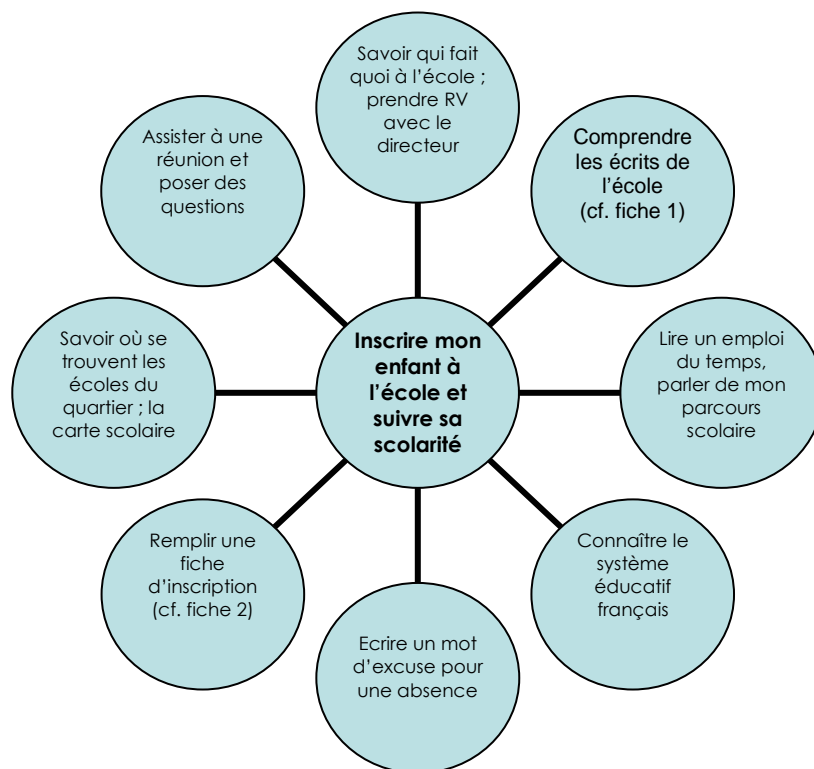 Savoir qui fait
quoi à l'école ;
prendre RV
avec le
directeur
Comprendre
les écrits de
l'école
(cf. fiche 1)
Lire un emploi
du temps,
parler de mon
parcours
scolaire
Connaître le
système
éducatif
français
Ecrire un mot
d'excuse pour
une absence
Remplir une
fiche
d'inscription
(cf. fiche 2)
Savoir où se
trouvent les
écoles du
quartier ; la
carte scolaire
Assister à une
réunion et
poser des
questions
Inscrire mon
enfant à
l'école et
suivre sa
scolarité